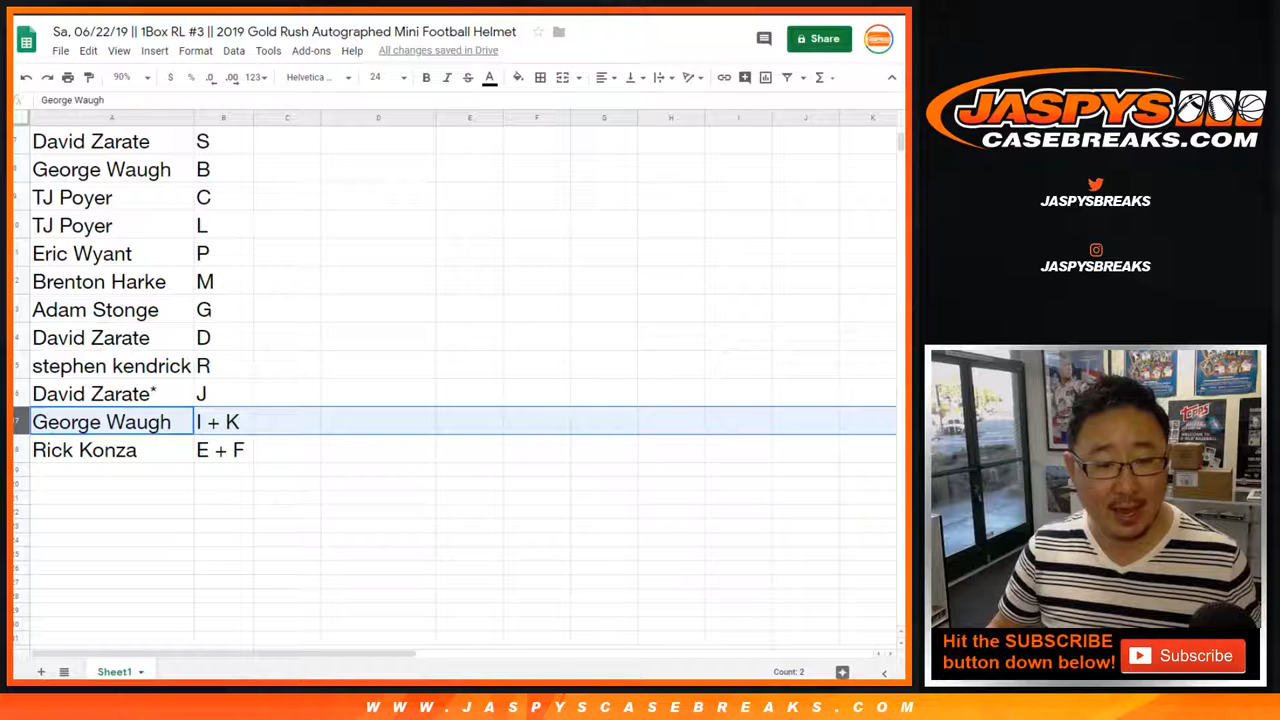 Sa, 06/22/19 || 1Box RL #3 || 2019 Gold Rush Autographed Mini Football Helmet
File Edit View Insert Format Data Tools Add-ons Help All changes saved in Drive
Share
90% $ % .0 .00 123 Helvetica... 24 B I S A
George Waugh
A B C D E F G H I J K
David Zarate S
George Waugh B
TJ Poyer C
TJ Poyer L
Eric Wyant P
Brenton Harke M
Adam Stonge G
David Zarate D
stephen kendrick R
David Zarate* J
George Waugh I + K
Rick Konza E + F
Sheet1
Count: 2
JASPYS
CASEBREAKS.COM
JASPYSBREAKS
JASPYSBREAKS
Hit the SUBSCRIBE
button down below!
Subscribe
WWW.JASPYSCASEBREAKS.COM